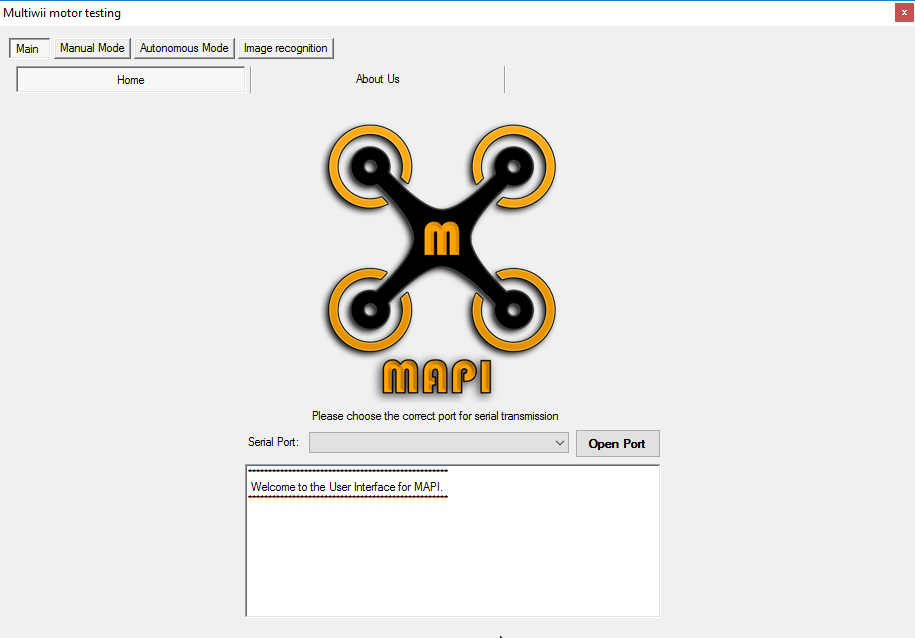 Multiwii motor testing
x
Main Manual Mode Autonomous Mode Image recognition
Home About Us
M
MAPI
Please choose the correct port for serial transmission
Serial Port: Open Port
Welcome to the User Interface for MAPI.